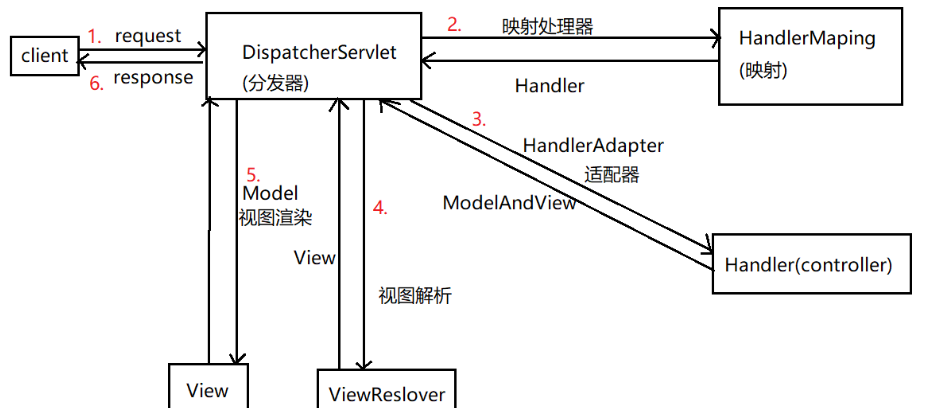 1. request
client
6. response
DispatcherServlet
(分发器)
2. 映射处理器
Handler
HandlerMaping
(映射)
3.
HandlerAdapter
适配器
ModelAndView
Handler(controller)
5.
Model
视图渲染
4.
View
视图解析
View
ViewReslover